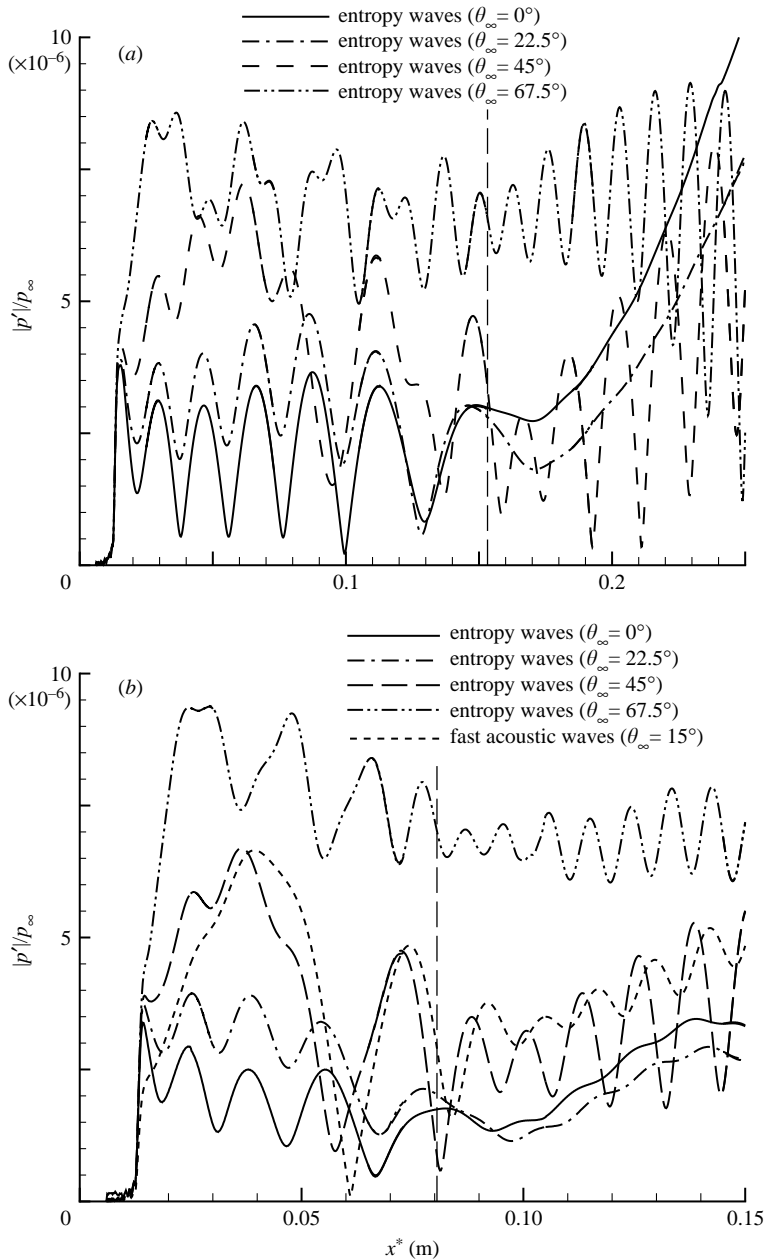 entropy waves (θ∞= 0°)
entropy waves (θ∞= 22.5°)
entropy waves (θ∞= 45°)
entropy waves (θ∞= 67.5°)
10
(×10–6)
(a)
5
|p′|/p∞
0
0.1
0.2
entropy waves (θ∞= 0°)
entropy waves (θ∞= 22.5°)
entropy waves (θ∞= 45°)
entropy waves (θ∞= 67.5°)
fast acoustic waves (θ∞= 15°)
10
(×10–6)
(b)
5
|p′|/p∞
0
0.05
0.10
0.15
x* (m)